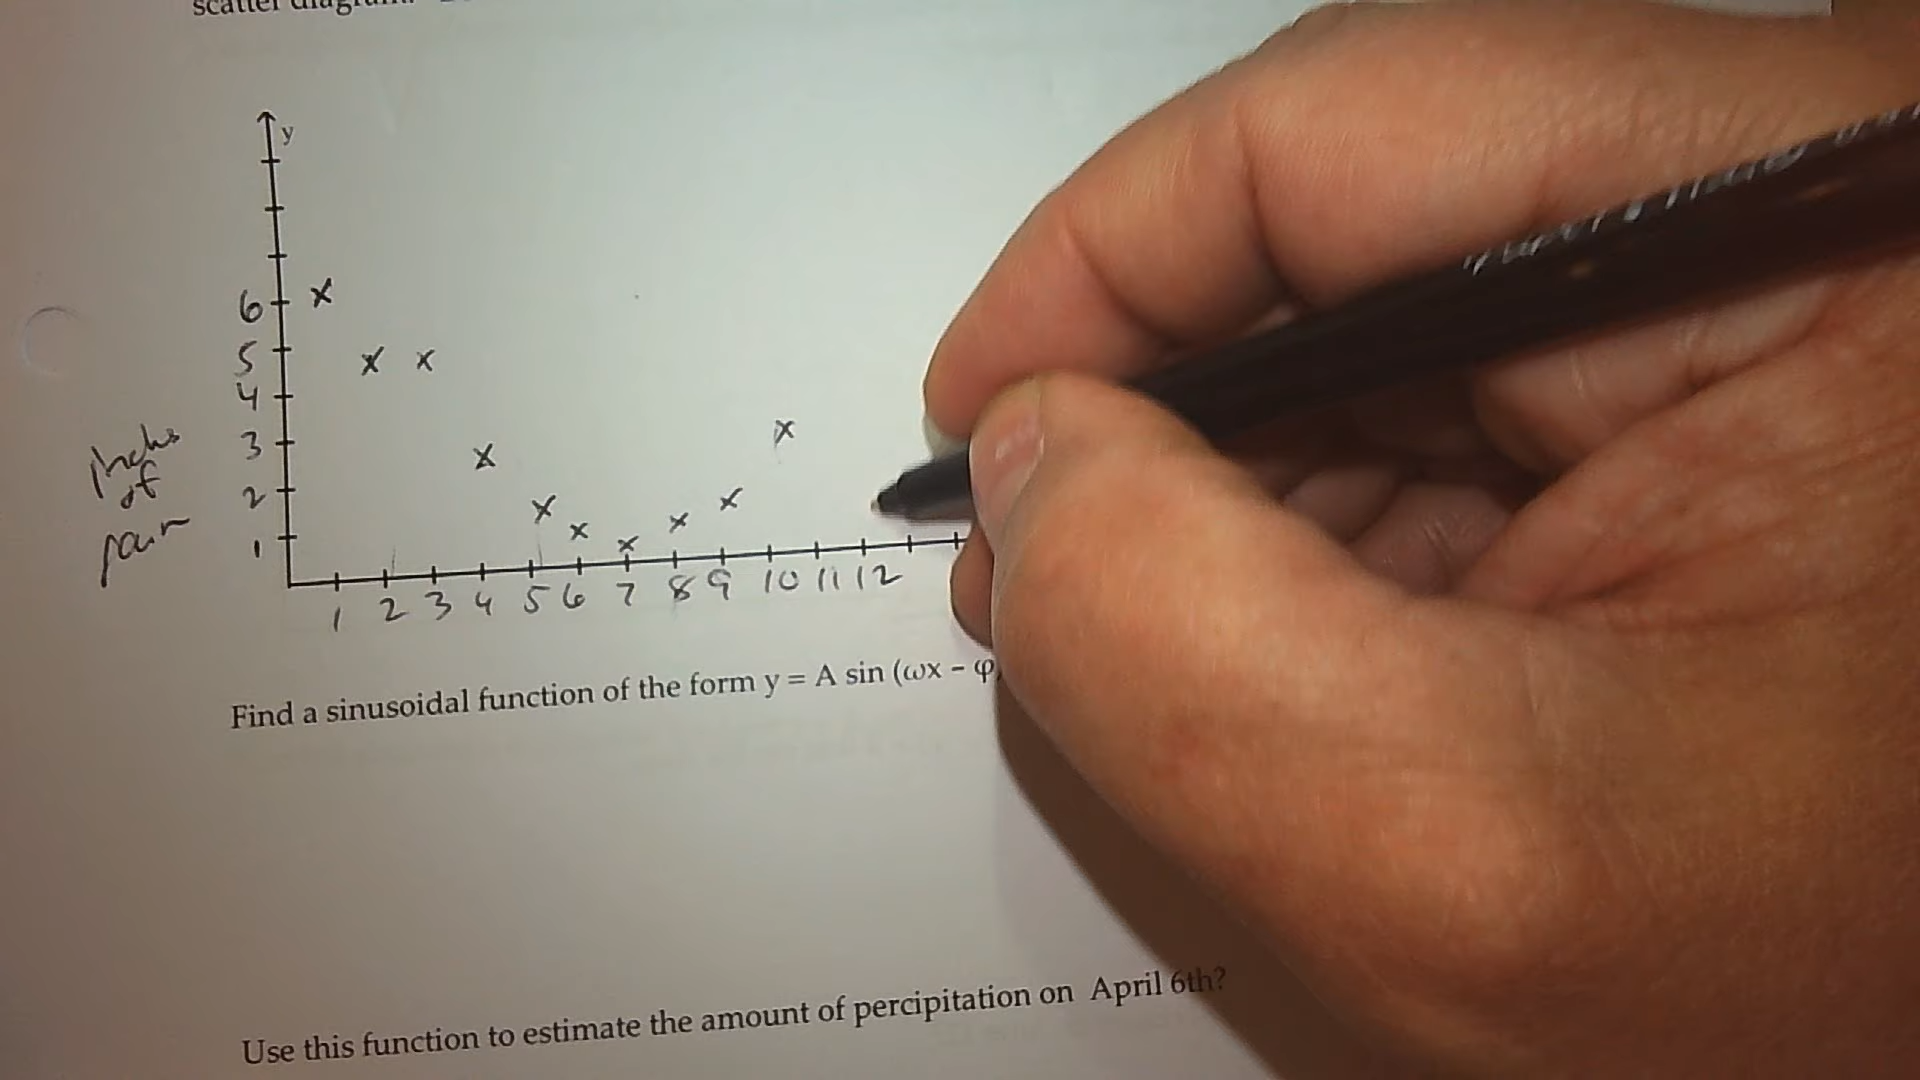 y
6
5
4
3
2
1
of
1 2 3 4 5 6 7 8 9 10 11 12
Find a sinusoidal function of the form y = A sin (ωx – φ
Use this function to estimate the amount of percipitation on April 6th?